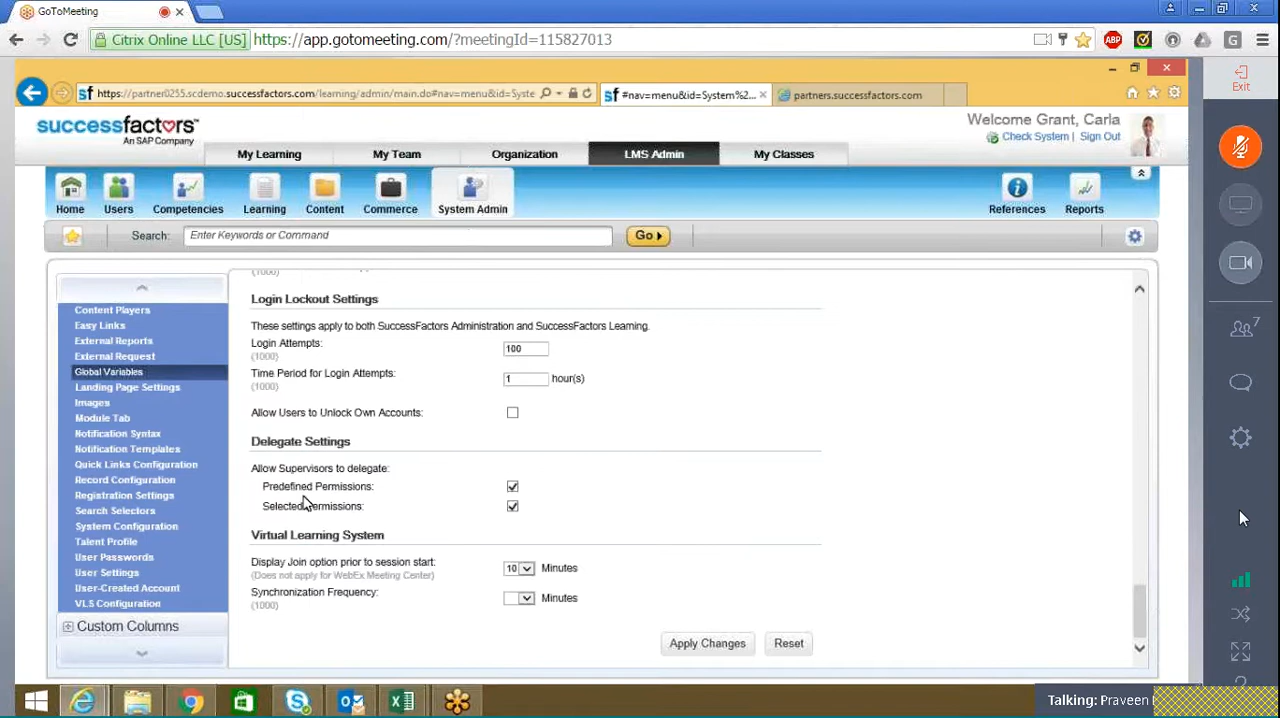 GoToMeeting
Citrix Online LLC [US] https://app.gotomeeting.com/?meetingId=115827013
ABP G
sf https://partner0255.scdemo.successfactors.com/learning/admin/main.do#nav=menu&id=Syste
sf #nav=menu&id=System%2...
partners.successfactors.com
Exit
successfactors™
An SAP Company
Welcome Grant, Carla
Check System | Sign Out
My Learning My Team Organization LMS Admin My Classes
Home Users Competencies Learning Content Commerce System Admin References Reports
Search: Enter Keywords or Command Go
7
Content Players
Easy Links
External Reports
External Request
Global Variables
Landing Page Settings
Images
Module Tab
Notification Syntax
Notification Templates
Quick Links Configuration
Record Configuration
Registration Settings
Search Selectors
System Configuration
Talent Profile
User Passwords
User Settings
User-Created Account
VLS Configuration
Custom Columns
(1000)
Login Lockout Settings
These settings apply to both SuccessFactors Administration and SuccessFactors Learning.
Login Attempts: 100
(1000)
Time Period for Login Attempts: 1 hour(s)
(1000)
Allow Users to Unlock Own Accounts:
Delegate Settings
Allow Supervisors to delegate:
Predefined Permissions:
Selected Permissions:
Virtual Learning System
Display Join option prior to session start: 10 Minutes
(Does not apply for WebEx Meeting Center)
Synchronization Frequency: Minutes
(1000)
Apply Changes Reset
Talking: Praveen